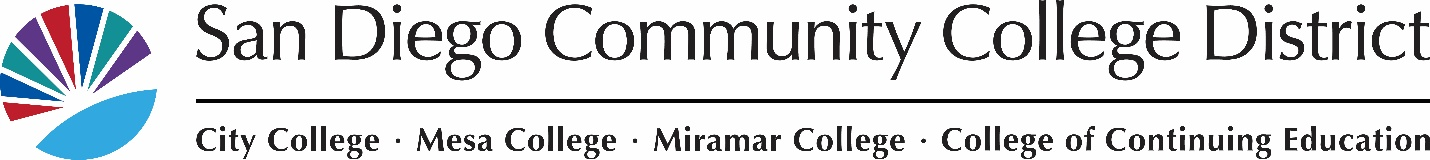 San Diego Community College District
City College · Mesa College · Miramar College · College of Continuing Education